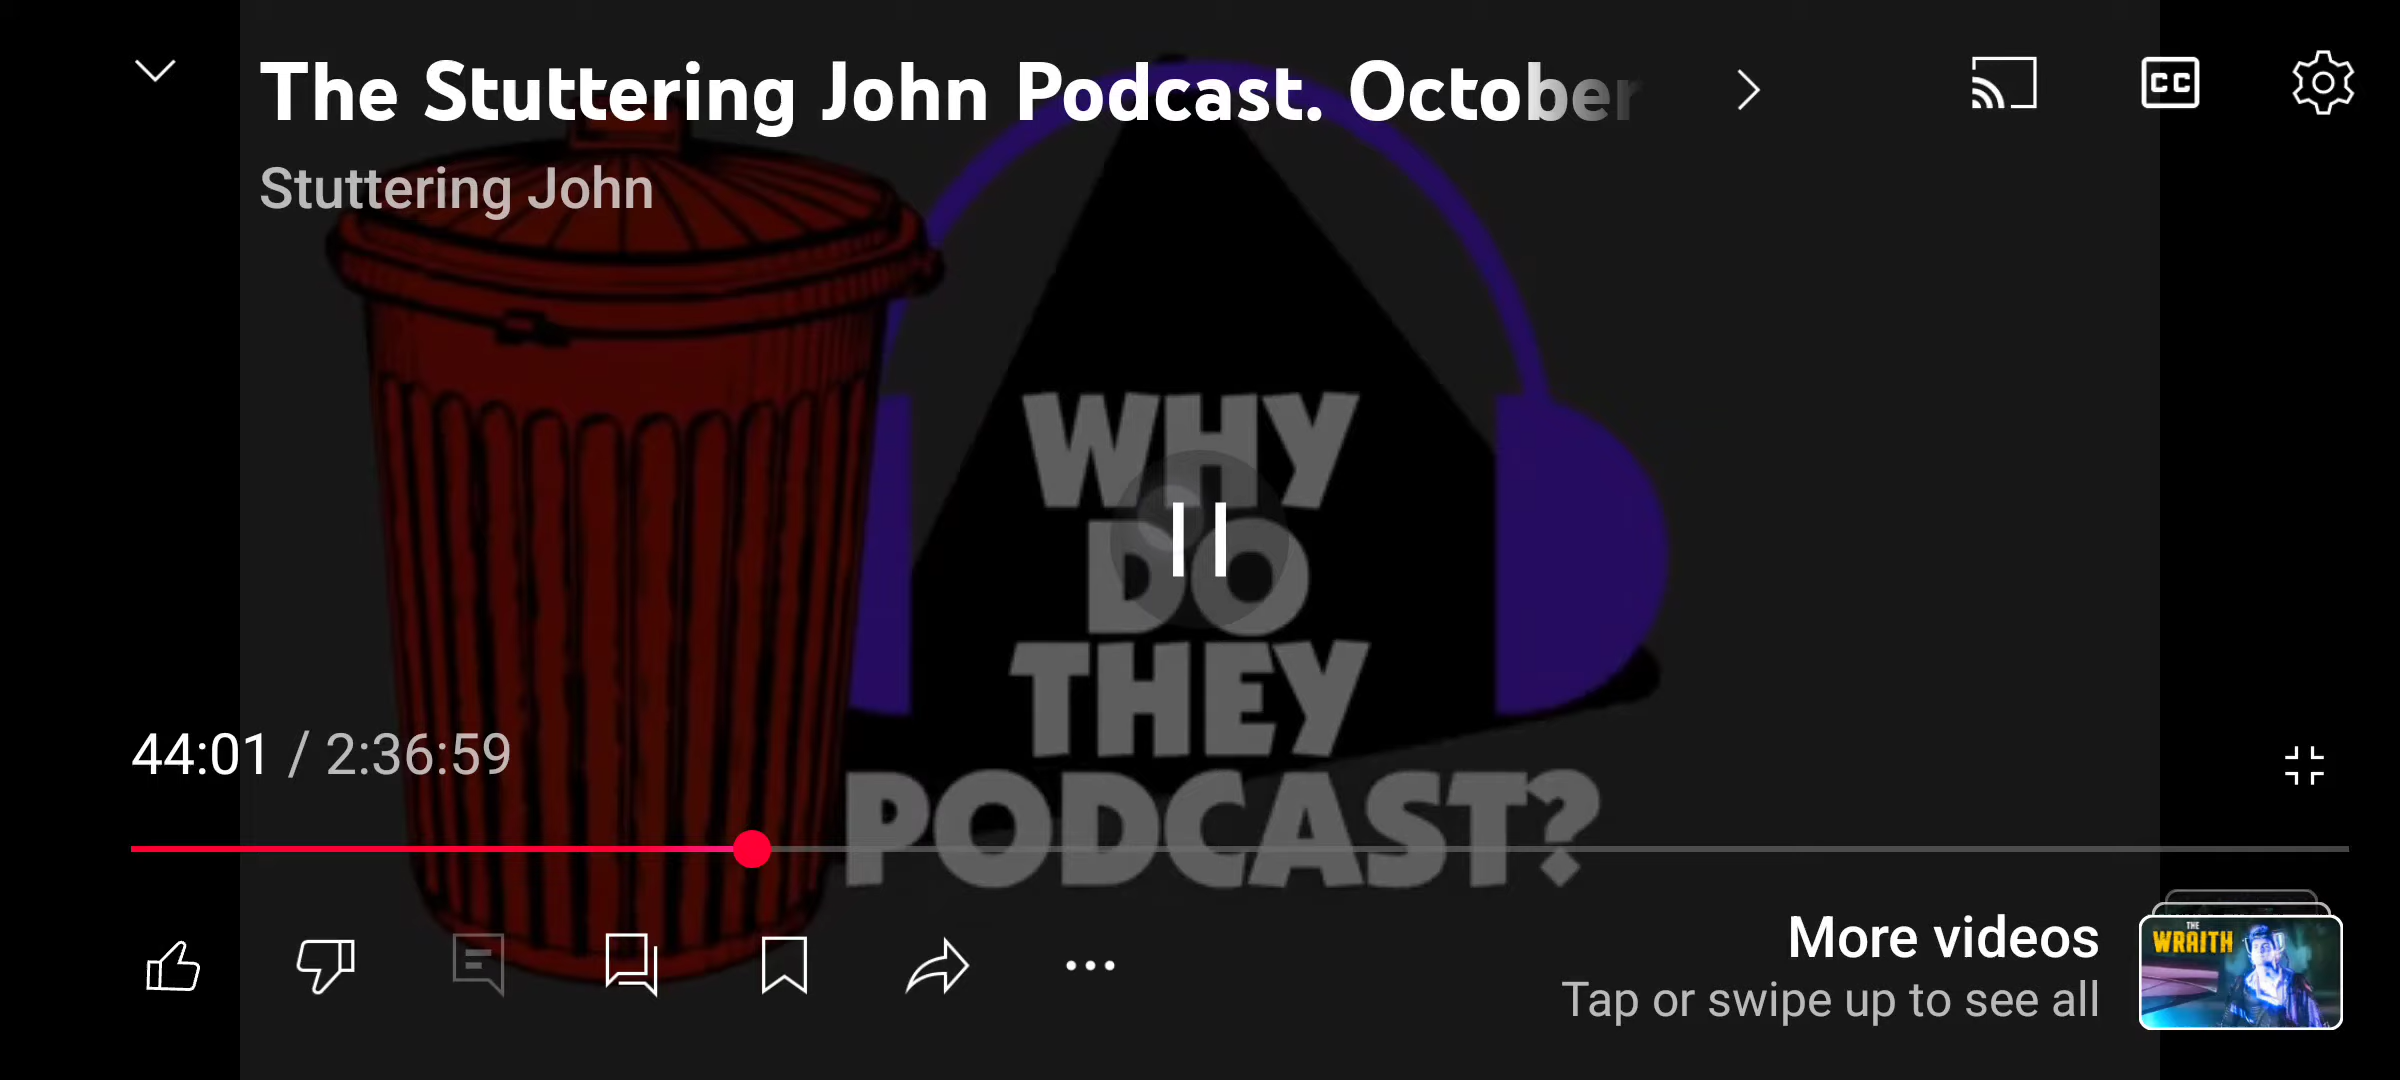 The Stuttering John Podcast. October
CC
Stuttering John
WHY
DO
THEY
PODCAST?
44:01 / 2:36:59
More videos
Tap or swipe up to see all
THE
WRAITH